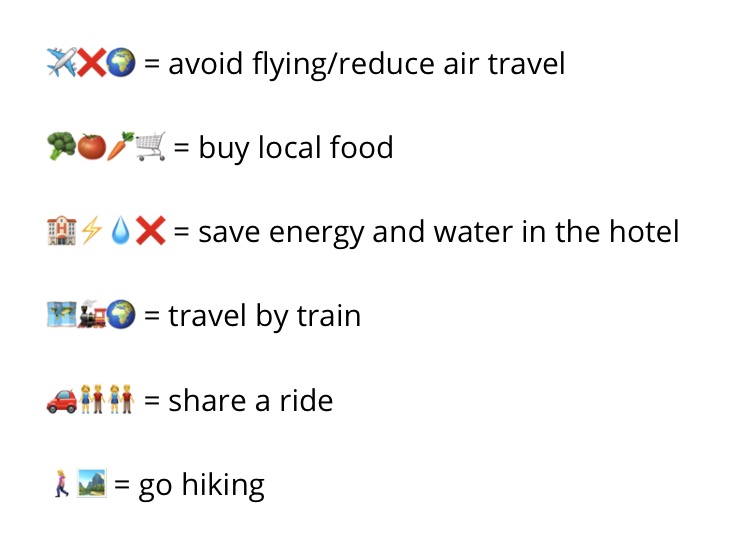 ✈️❌🌍 = avoid flying/reduce air travel
🥦🍅🥕🛒 = buy local food
🏨⚡💧❌ = save energy and water in the hotel
🗺️🚂🌍 = travel by train
🚗👫👫 = share a ride
🚶‍♀️🏞️ = go hiking